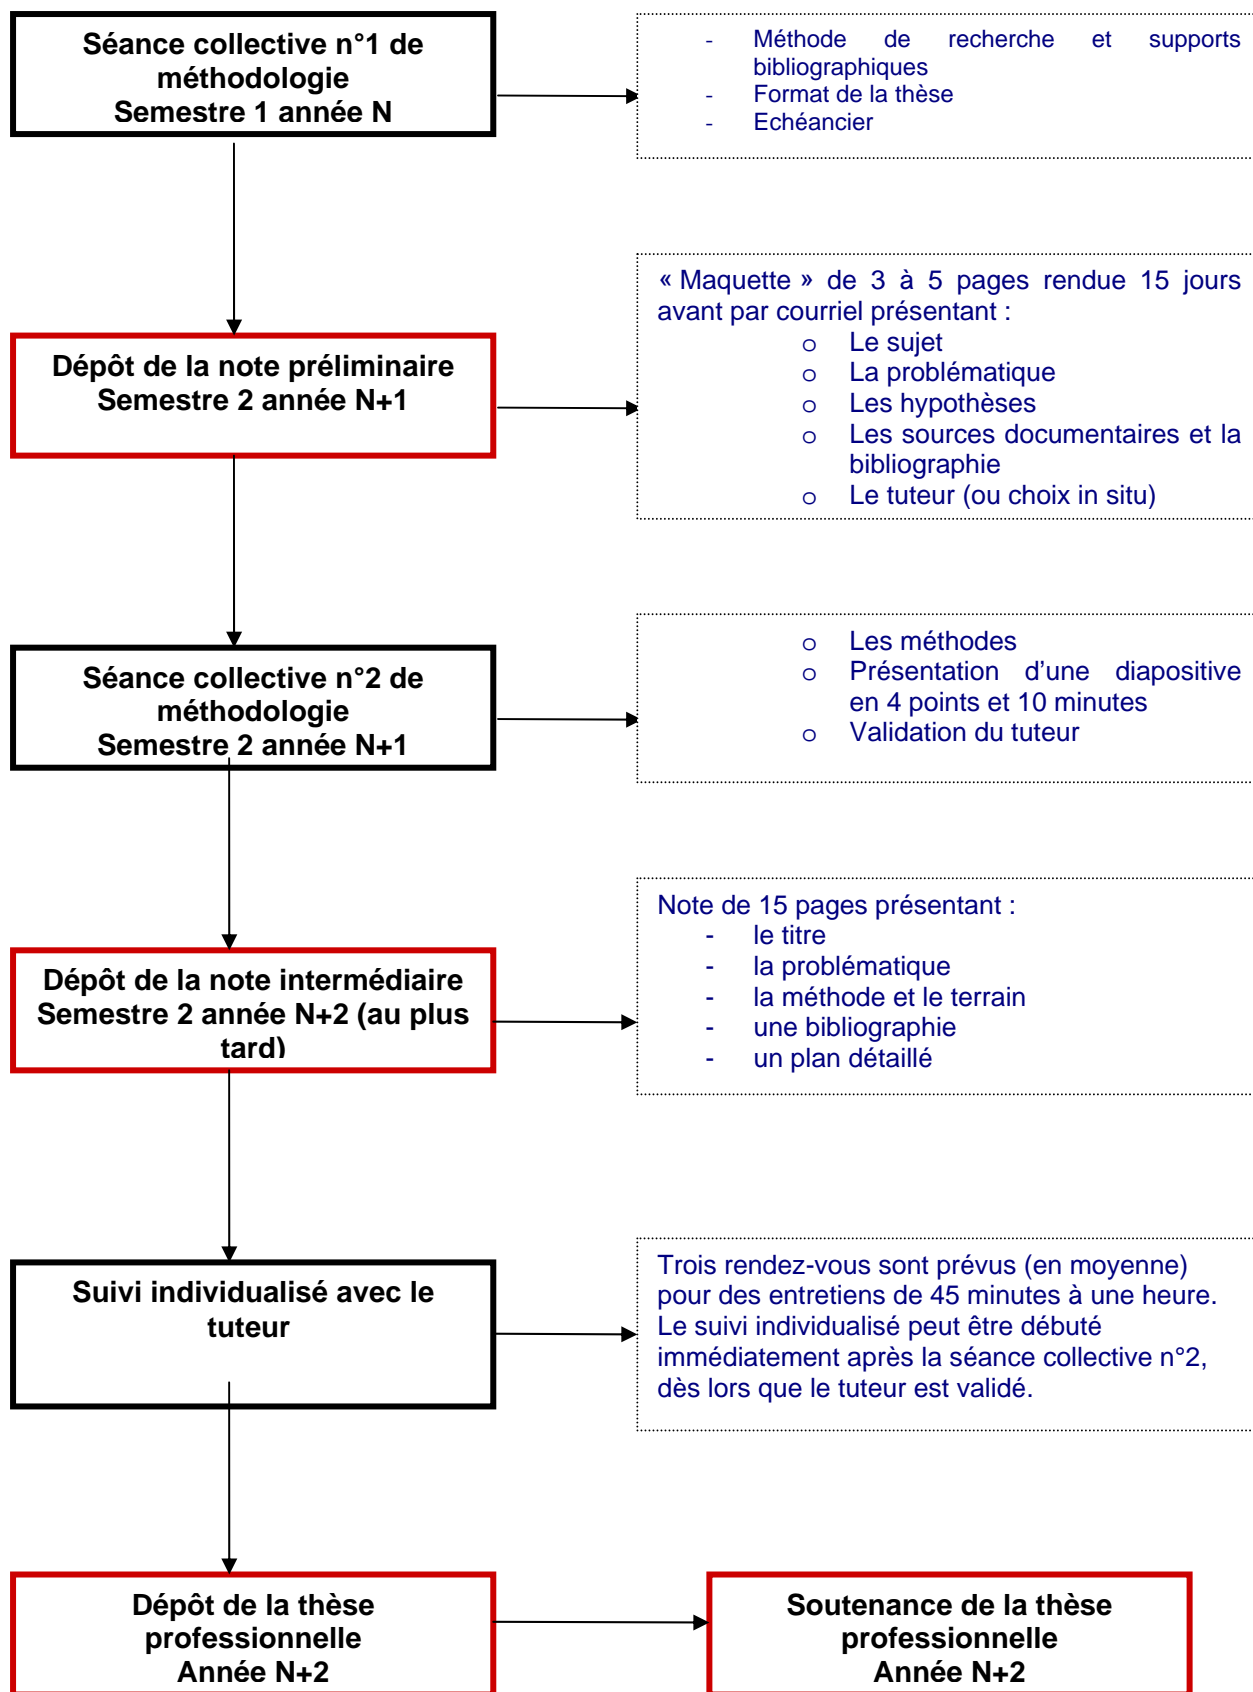 Séance collective n°1 de
méthodologie
Semestre 1 année N
- Méthode de recherche et supports
bibliographiques
- Format de la thèse
- Echéancier
Dépôt de la note préliminaire
Semestre 2 année N+1
« Maquette » de 3 à 5 pages rendue 15 jours
avant par courriel présentant :
o Le sujet
o La problématique
o Les hypothèses
o Les sources documentaires et la
bibliographie
o Le tuteur (ou choix in situ)
Séance collective n°2 de
méthodologie
Semestre 2 année N+1
o Les méthodes
o Présentation d’une diapositive
en 4 points et 10 minutes
o Validation du tuteur
Dépôt de la note intermédiaire
Semestre 2 année N+2 (au plus
tard)
Note de 15 pages présentant :
- le titre
- la problématique
- la méthode et le terrain
- une bibliographie
- un plan détaillé
Suivi individualisé avec le
tuteur
Trois rendez-vous sont prévus (en moyenne)
pour des entretiens de 45 minutes à une heure.
Le suivi individualisé peut être débuté
immédiatement après la séance collective n°2,
dès lors que le tuteur est validé.
Dépôt de la thèse
professionnelle
Année N+2
Soutenance de la thèse
professionnelle
Année N+2